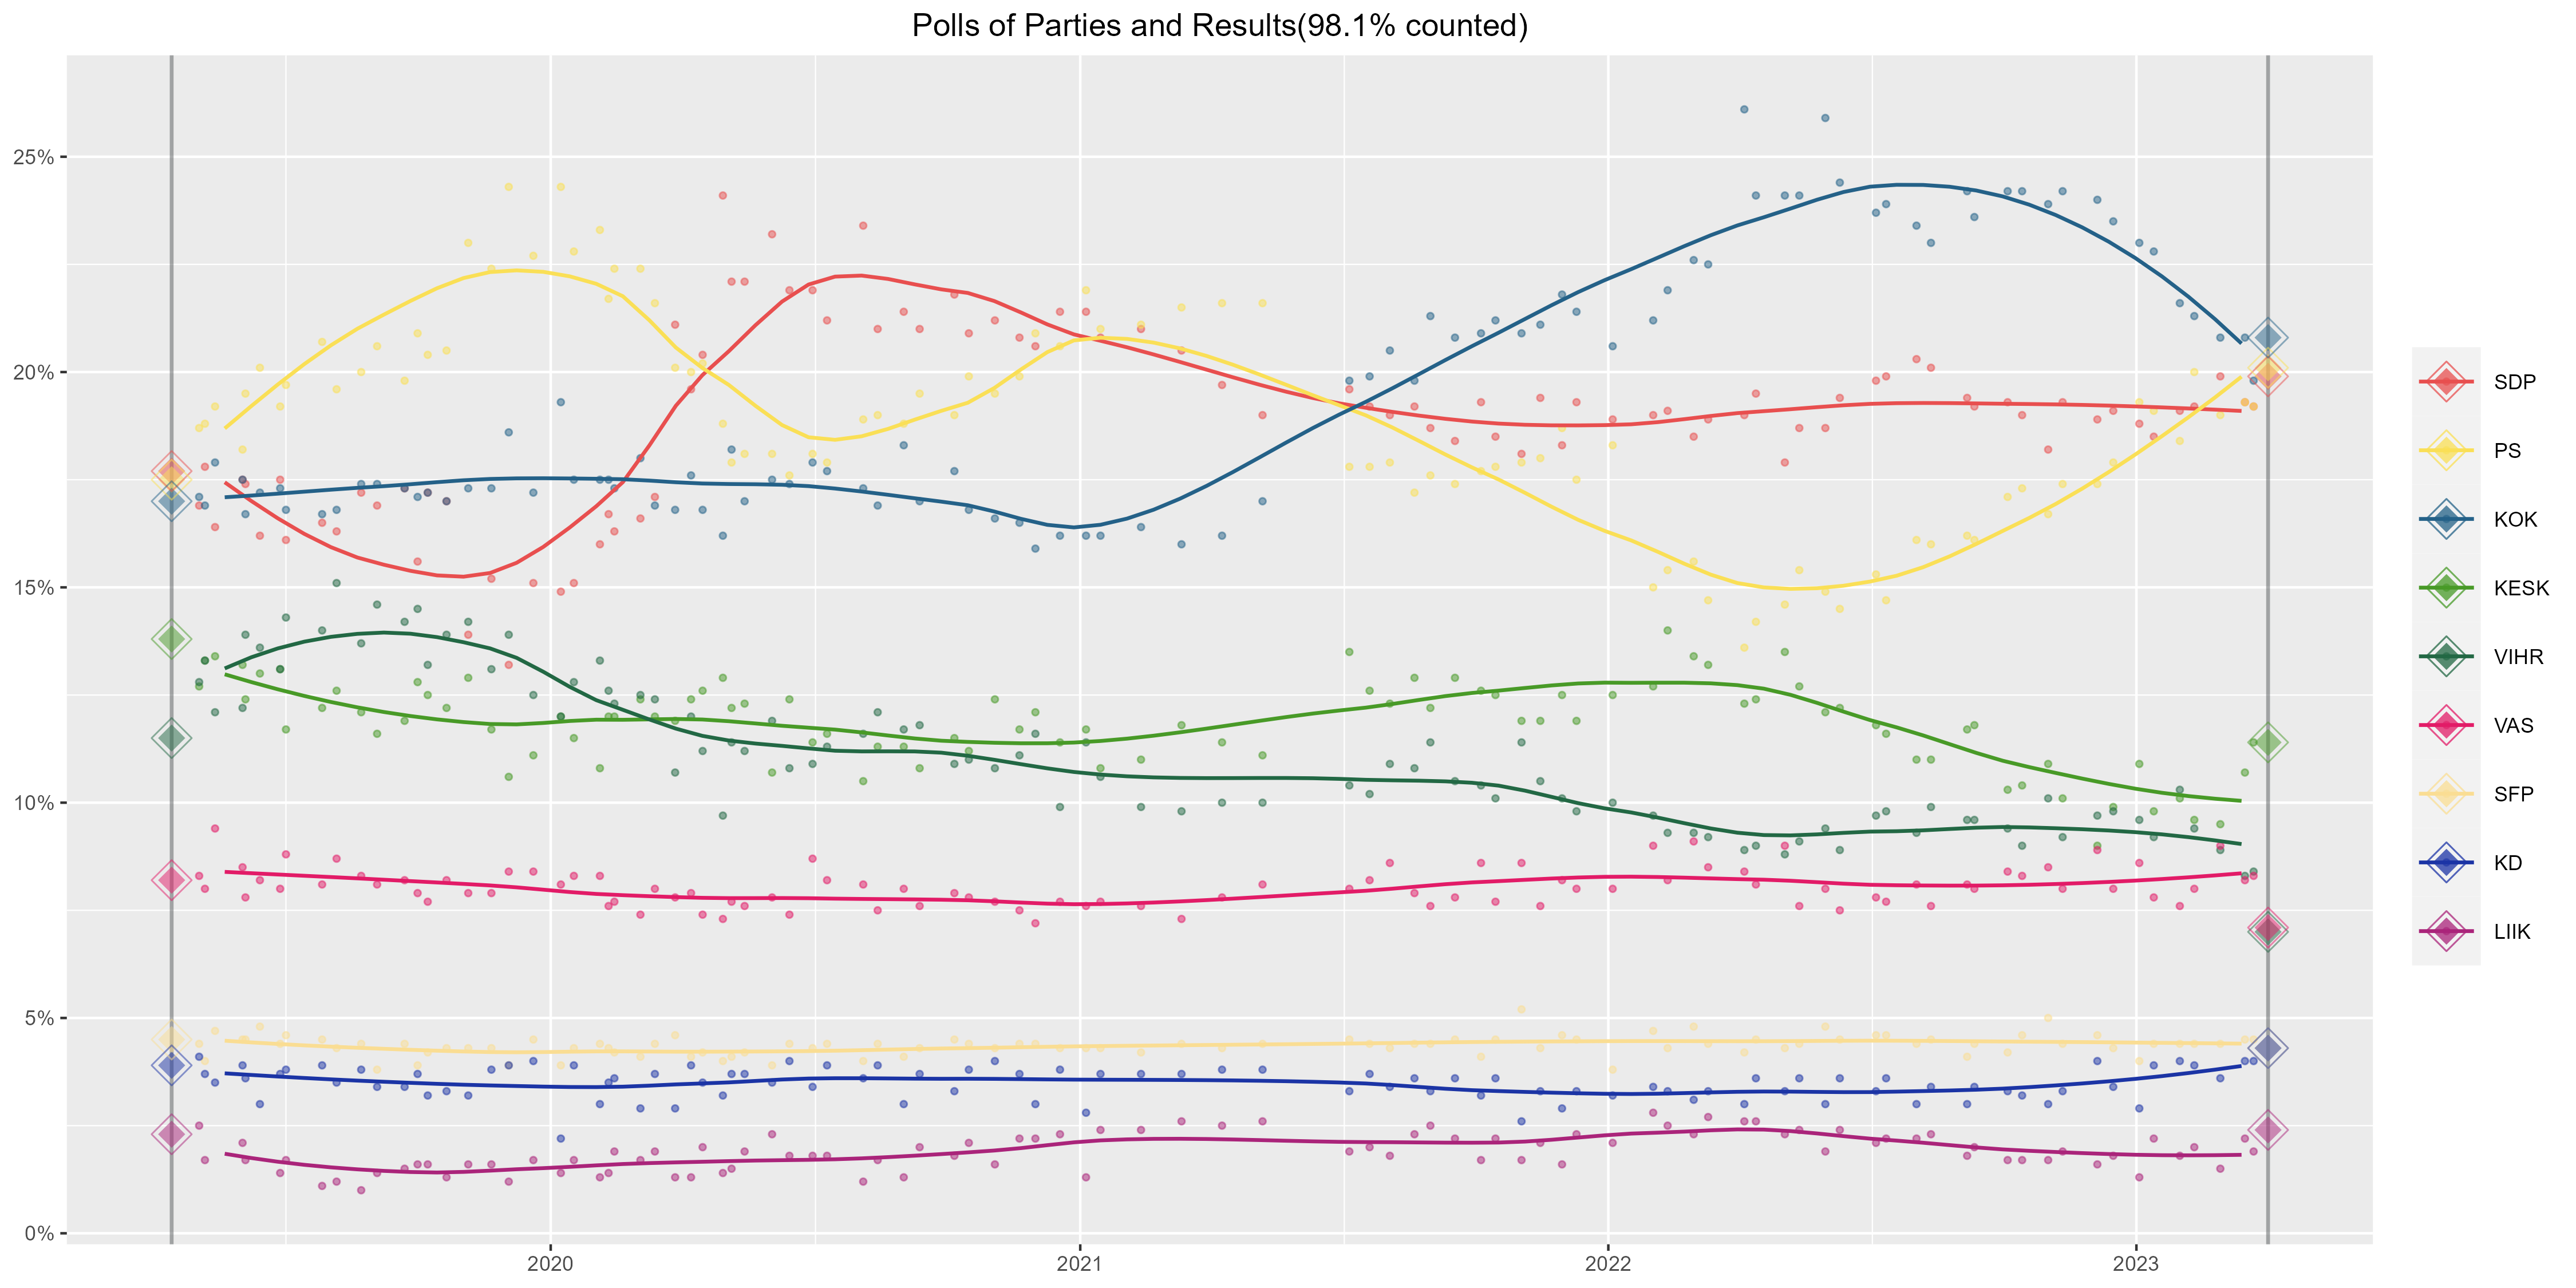 Polls of Parties and Results(98.1% counted)
25%
20%
15%
10%
5%
0%
2020
2021
2022
2023
SDP
PS
KOK
KESK
VIHR
VAS
SFP
KD
LIIK